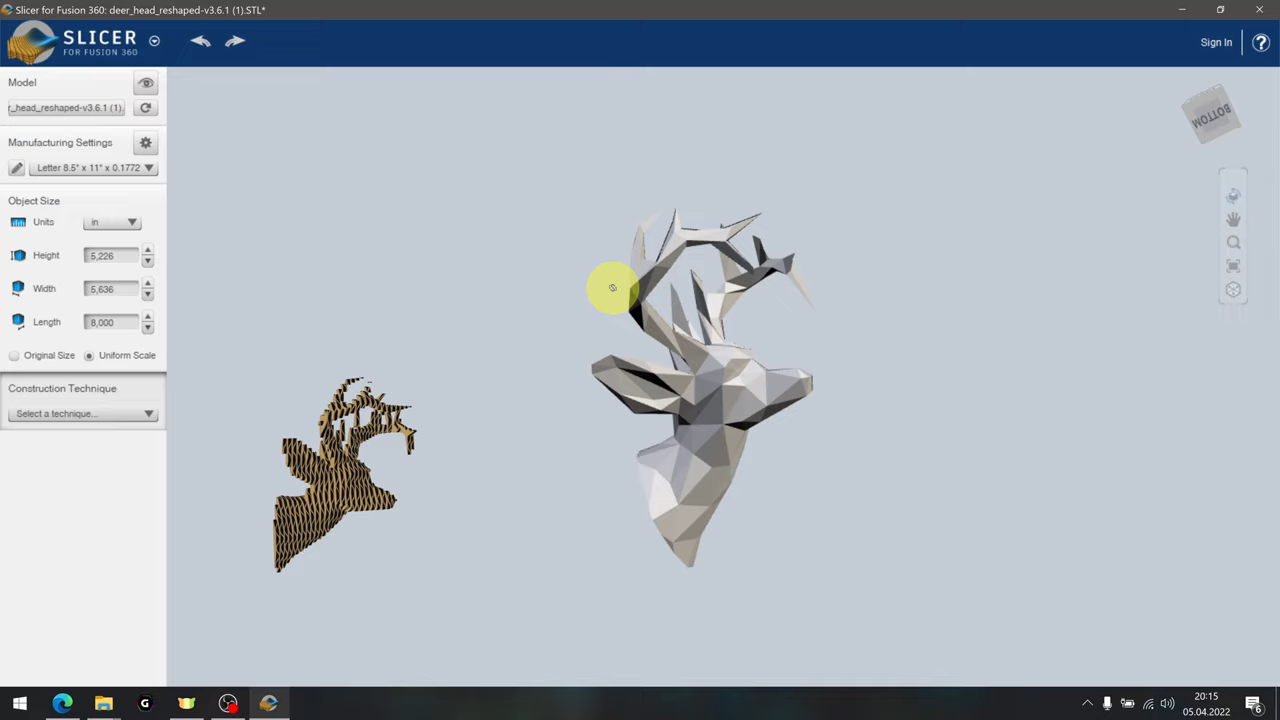 Slicer for Fusion 360: deer_head_reshaped-v3.6.1 (1).STL*
SLICER
FOR FUSION 360
Sign In
?
Model
r_head_reshaped-v3.6.1 (1).
Manufacturing Settings
Letter 8.5" x 11" x 0.1772
Object Size
Units in
Height 5,226
Width 5,636
Length 8,000
Original Size Uniform Scale
Construction Technique
Select a technique...
BOTTOM
G
20:15
05.04.2022
6